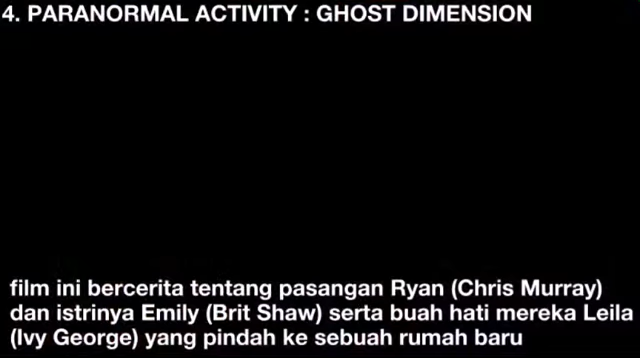 4. PARANORMAL ACTIVITY : GHOST DIMENSION
film ini bercerita tentang pasangan Ryan (Chris Murray)
dan istrinya Emily (Brit Shaw) serta buah hati mereka Leila
(Ivy George) yang pindah ke sebuah rumah baru